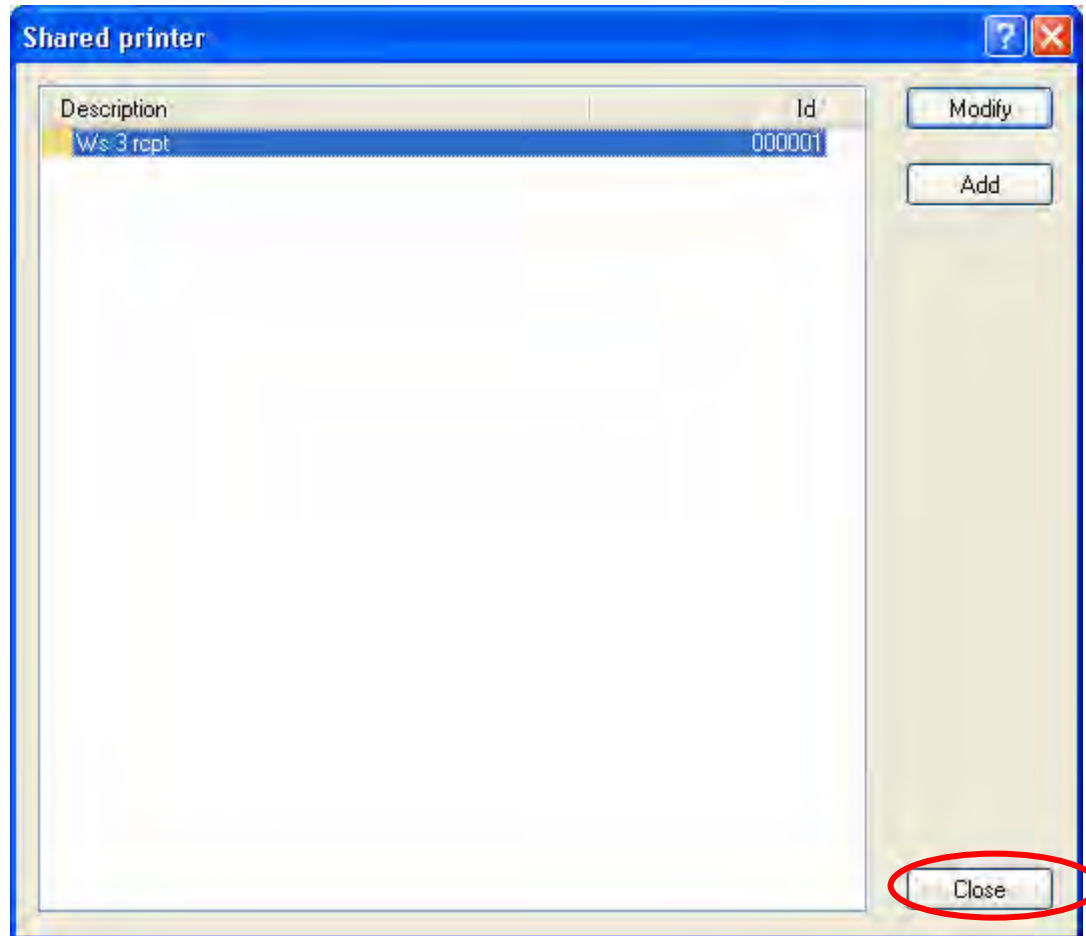 Shared printer
Description Id
Ws 3 rcpt 000001
Modify
Add
Close